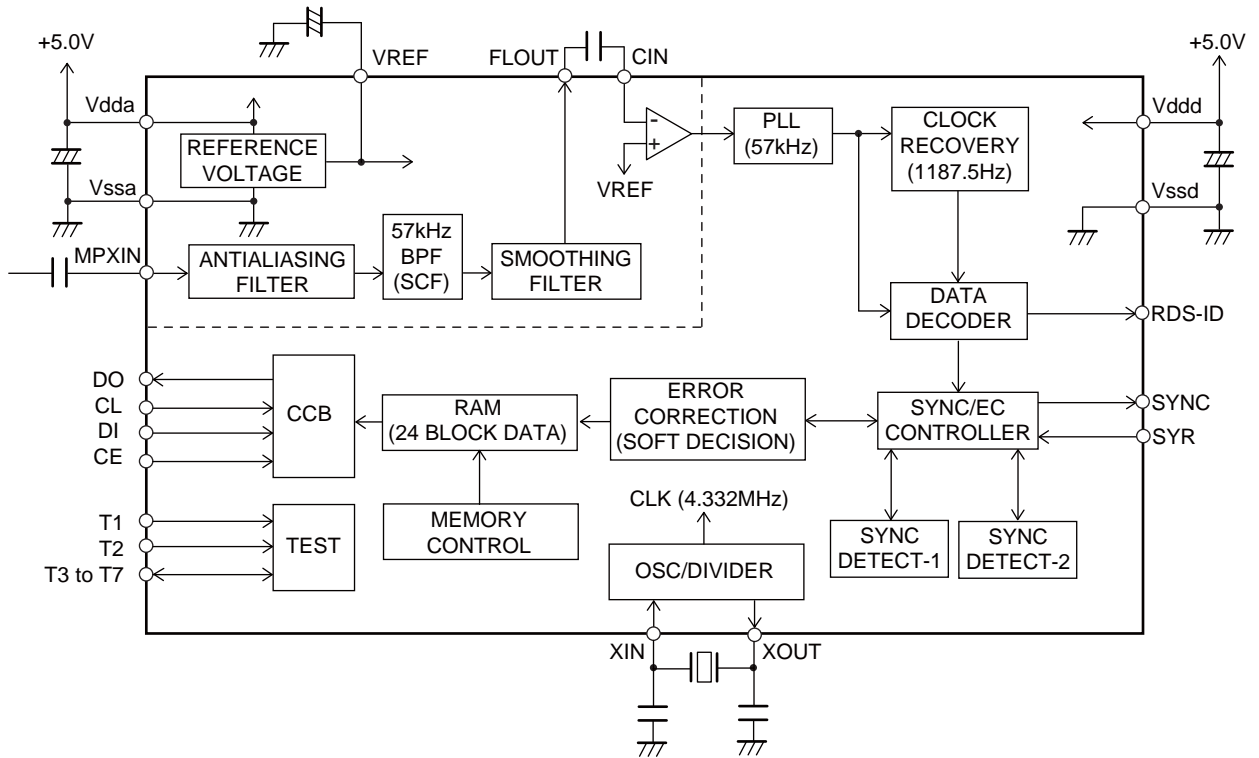 +5.0V
VREF
FLOUT
CIN
+5.0V
Vdda
Vddd
REFERENCE
VOLTAGE
-
+
VREF
PLL
(57kHz)
CLOCK
RECOVERY
(1187.5Hz)
Vssa
Vssd
MPXIN
ANTIALIASING
FILTER
57kHz
BPF
(SCF)
SMOOTHING
FILTER
DATA
DECODER
RDS-ID
DO
CL
DI
CE
CCB
RAM
(24 BLOCK DATA)
ERROR
CORRECTION
(SOFT DECISION)
SYNC/EC
CONTROLLER
SYNC
SYR
T1
T2
T3 to T7
TEST
MEMORY
CONTROL
CLK (4.332MHz)
OSC/DIVIDER
SYNC
DETECT-1
SYNC
DETECT-2
XIN
XOUT